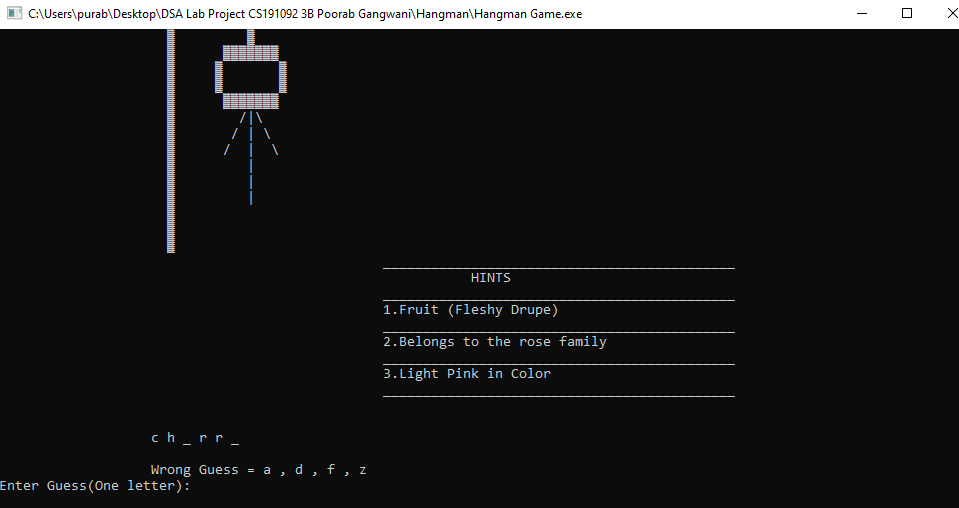 C:\Users\purab\Desktop\DSA Lab Project CS191092 3B Poorab Gangwani\Hangman\Hangman Game.exe
HINTS
1.Fruit (Fleshy Drupe)
2.Belongs to the rose family
3.Light Pink in Color
c h _ r r _
Wrong Guess = a , d , f , z
Enter Guess(One letter):